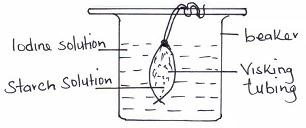 Iodine solution
Starch Solution
beaker
Visking
tubing